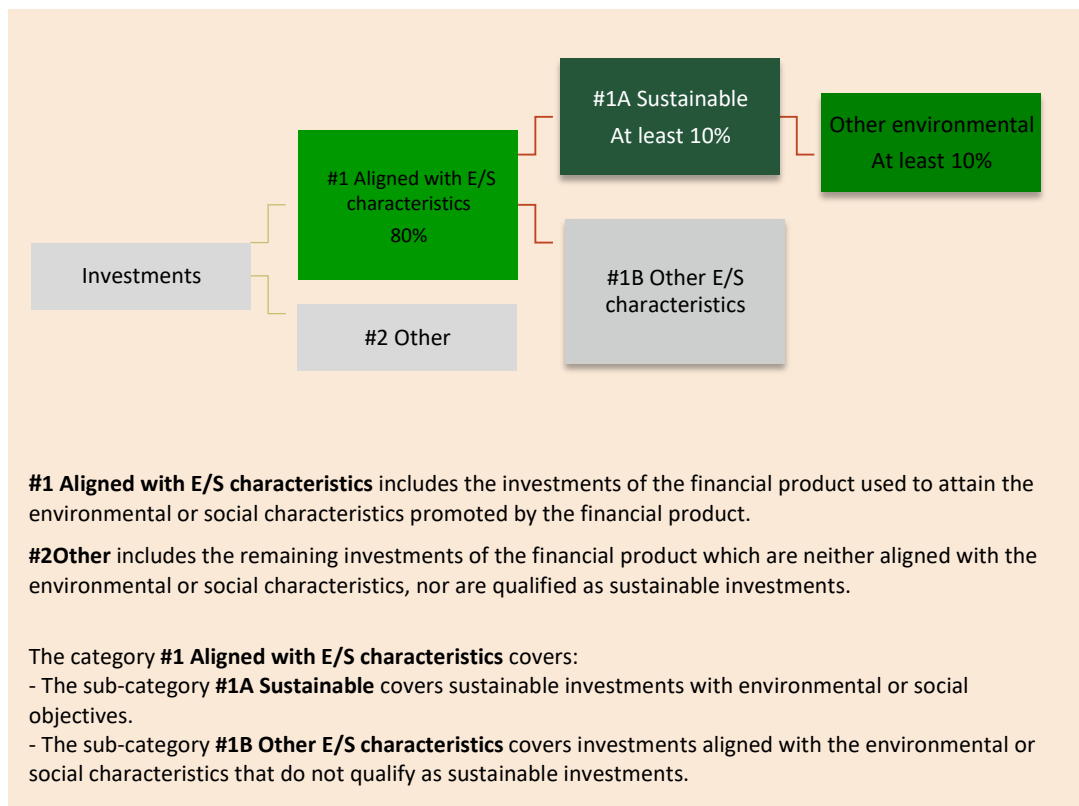 #1A Sustainable
At least 10%
Other environmental
At least 10%
#1 Aligned with E/S
characteristics
80%
Investments
#1B Other E/S
characteristics
#2 Other
#1 Aligned with E/S characteristics includes the investments of the financial product used to attain the
environmental or social characteristics promoted by the financial product.
#2Other includes the remaining investments of the financial product which are neither aligned with the
environmental or social characteristics, nor are qualified as sustainable investments.
The category #1 Aligned with E/S characteristics covers:
- The sub-category #1A Sustainable covers sustainable investments with environmental or social
objectives.
- The sub-category #1B Other E/S characteristics covers investments aligned with the environmental or
social characteristics that do not qualify as sustainable investments.